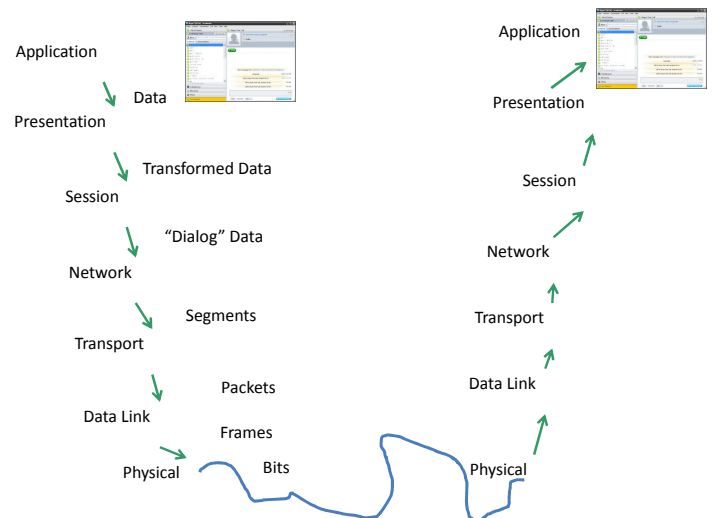 Application
Data
Presentation
Transformed Data
Session
“Dialog” Data
Network
Segments
Transport
Packets
Data Link
Frames
Physical
Bits
Application
Presentation
Session
Network
Transport
Data Link
Physical